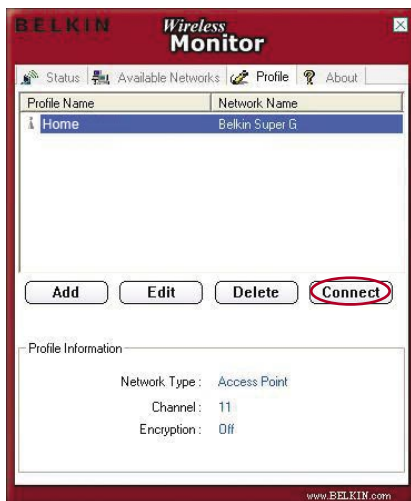 BELKIN Wireless Monitor
Status Available Networks Profile About
Profile Name Network Name
Home Belkin Super G
Add Edit Delete Connect
Profile Information
Network Type : Access Point
Channel : 11
Encryption : Off
www.BELKIN.com